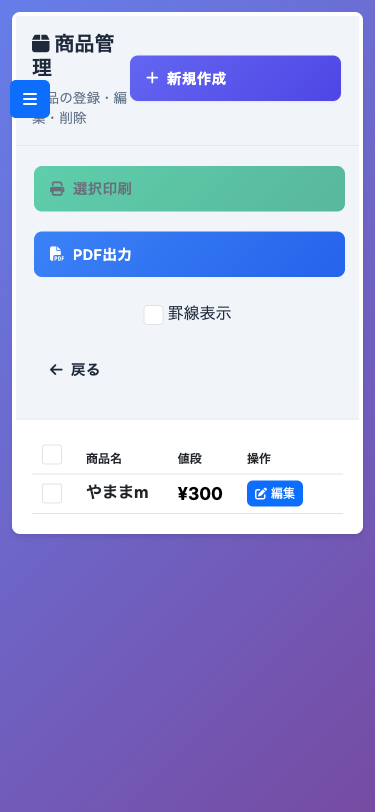 商品管
理
品の登録・編
集・削除
新規作成
選択印刷
PDF出力
罫線表示
戻る
商品名 値段 操作
やままm ¥300 編集